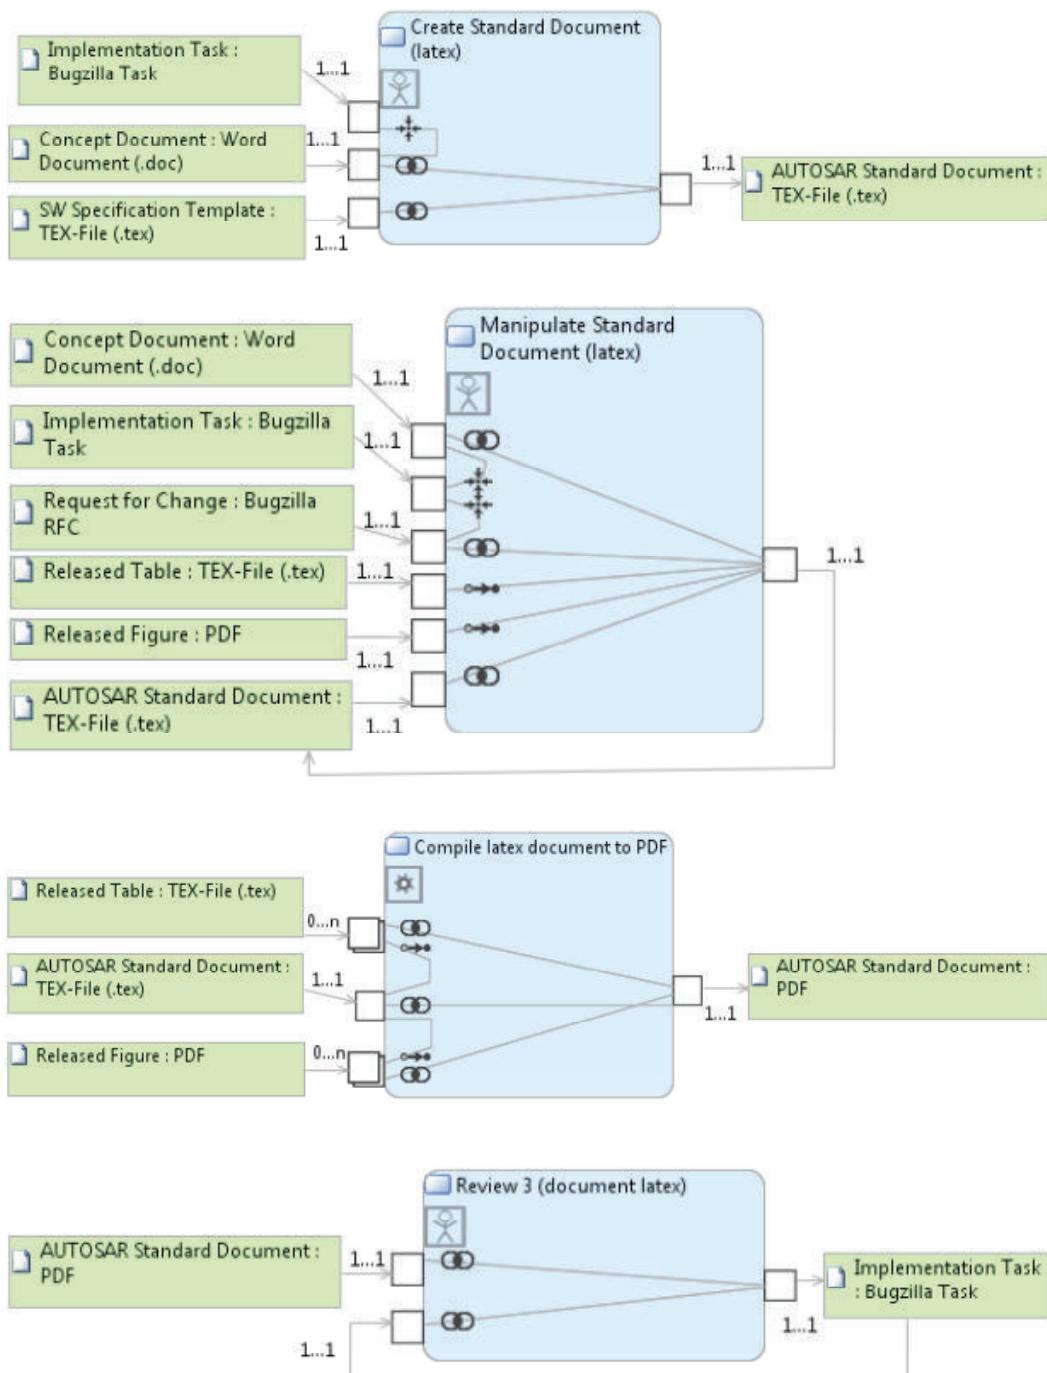 Create Standard Document
(latex)
Implementation Task :
Bugzilla Task
1...1
Concept Document : Word
Document (.doc)
1...1
SW Specification Template :
TEX-File (.tex)
1...1
1...1
AUTOSAR Standard Document :
TEX-File (.tex)
Manipulate Standard
Document (latex)
Concept Document : Word
Document (.doc)
1...1
Implementation Task : Bugzilla
Task
1...1
Request for Change : Bugzilla
RFC
1...1
Released Table : TEX-File (.tex)
1...1
Released Figure : PDF
1...1
AUTOSAR Standard Document :
TEX-File (.tex)
1...1
1...1
Compile latex document to PDF
Released Table : TEX-File (.tex)
0...n
AUTOSAR Standard Document :
TEX-File (.tex)
1...1
Released Figure : PDF
0...n
1...1
AUTOSAR Standard Document :
PDF
Review 3 (document latex)
AUTOSAR Standard Document :
PDF
1...1
1...1
1...1
Implementation Task
: Bugzilla Task